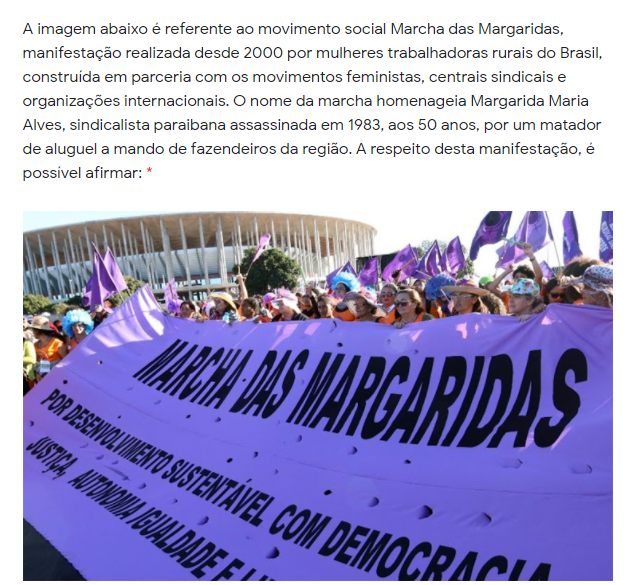 A imagem abaixo é referente ao movimento social Marcha das Margaridas,
manifestação realizada desde 2000 por mulheres trabalhadoras rurais do Brasil,
construída em parceria com os movimentos feministas, centrais sindicais e
organizações internacionais. O nome da marcha homenageia Margarida Maria
Alves, sindicalista paraibana assassinada em 1983, aos 50 anos, por um matador
de aluguel a mando de fazendeiros da região. A respeito desta manifestação, é
possível afirmar: *
MARCHA DAS MARGARIDAS
POR DESENVOLVIMENTO SUSTENTÁVEL COM DEMOCRACIA
JUSTIÇA, AUTONOMIA IGUALDADE E